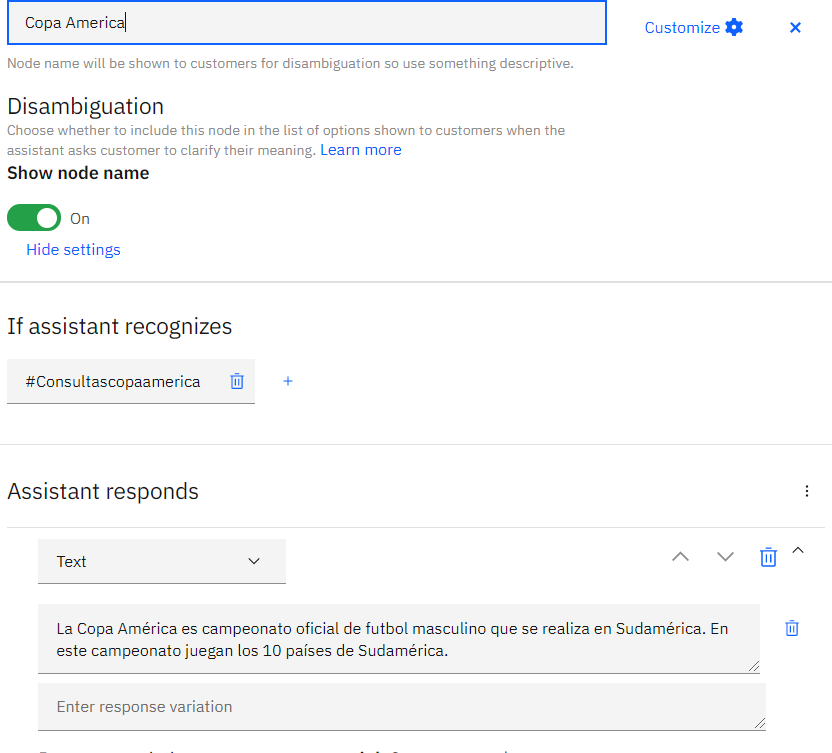 Copa America
Customize
Node name will be shown to customers for disambiguation so use something descriptive.
Disambiguation
Choose whether to include this node in the list of options shown to customers when the
assistant asks customer to clarify their meaning. Learn more
Show node name
On
Hide settings
If assistant recognizes
#Consultascopaamerica
Assistant responds
Text
La Copa América es campeonato oficial de futbol masculino que se realiza en Sudamérica. En
este campeonato juegan los 10 países de Sudamérica.
Enter response variation